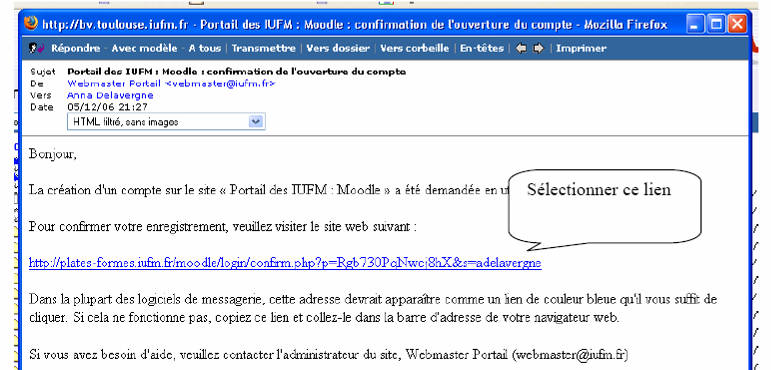 http://bv.toulouse.iufm.fr - Portail des IUFM : Moodle : confirmation de l'ouverture du compte - Mozilla Firefox
Répondre - Avec modèle - A tous | Transmettre | Vers dossier | Vers corbeille | En-têtes | Imprimer
Sujet Portail des IUFM : Moodle : confirmation de l'ouverture du compte
De Webmaster Portail <webmaster@iufm.fr>
Vers Anna Delavergne
Date 05/12/06 21:27
HTML filtré, sans images
Bonjour,
La création d'un compte sur le site « Portail des IUFM : Moodle » a été demandée en
Sélectionner ce lien
Pour confirmer votre enregistrement, veuillez visiter le site web suivant :
http://plates-formes.iufm.fr/moodle/login/confirm.php?p=Rgb730PqNwcj8hX&s=adelavergne
Dans la plupart des logiciels de messagerie, cette adresse devrait apparaître comme un lien de couleur bleue qu'il vous suffit de
cliquer. Si cela ne fonctionne pas, copiez ce lien et collez-le dans la barre d'adresse de votre navigateur web.
Si vous avez besoin d'aide, veuillez contacter l'administrateur du site, Webmaster Portail (webmaster@iufm.fr)